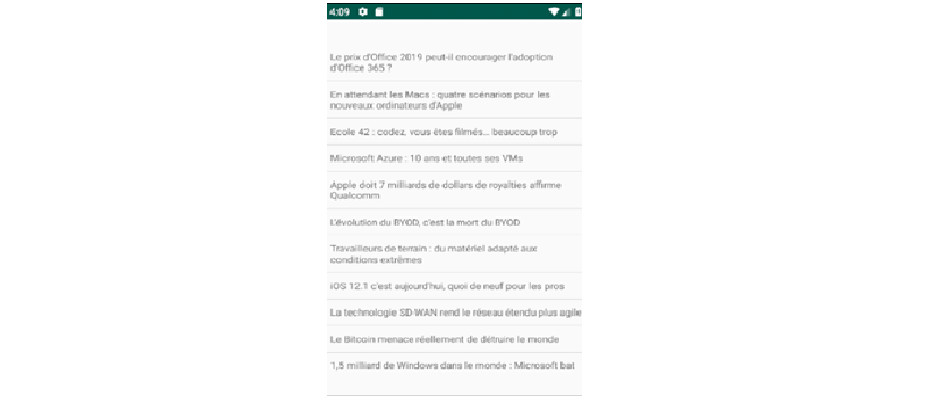 4:09
Le prix d'Office 2019 peut-il encourager l'adoption
d'Office 365 ?
En attendant les Macs : quatre scénarios pour les
nouveaux ordinateurs d'Apple
Ecole 42 : codez, vous êtes filmés... beaucoup trop
Microsoft Azure : 10 ans et toutes ses VMs
Apple doit 7 milliards de dollars de royalties affirme
Qualcomm
L'évolution du BYOD, c'est la mort du BYOD
Travailleurs de terrain : du matériel adapté aux
conditions extrêmes
iOS 12.1 c'est aujourd'hui, quoi de neuf pour les pros
La technologie SD-WAN rend le réseau étendu plus agile
Le Bitcoin menace réellement de détruire le monde
1,5 milliard de Windows dans le monde : Microsoft bat